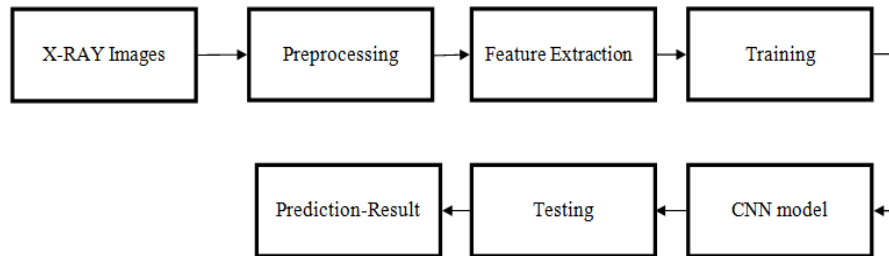 X-RAY Images
Preprocessing
Feature Extraction
Training
CNN model
Testing
Prediction-Result